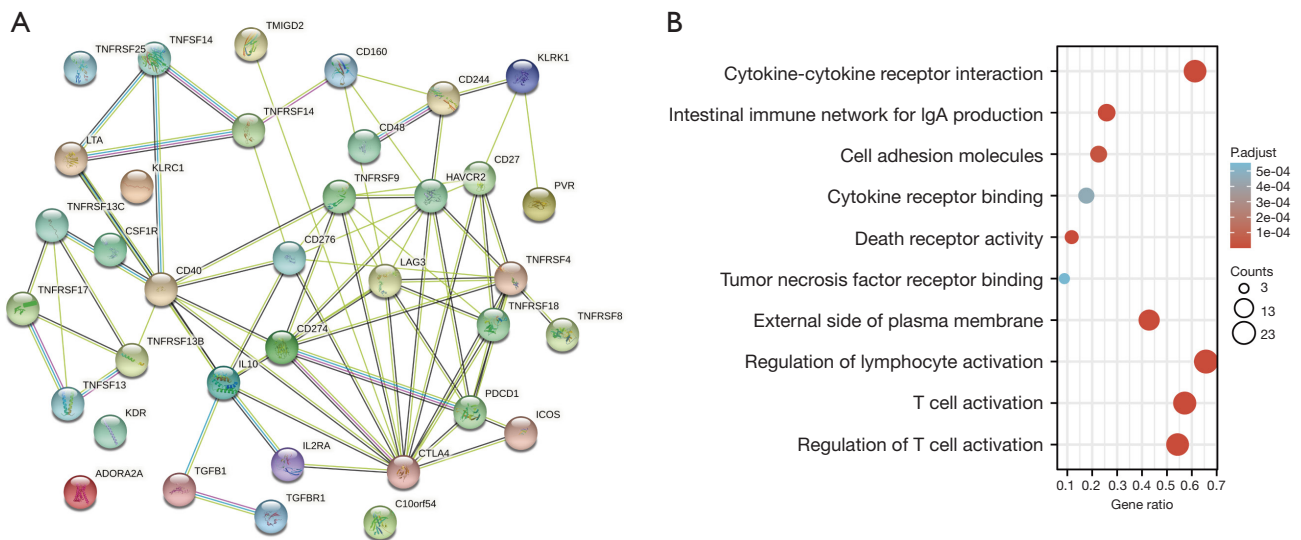 A
TNFRSF25
TNFSF14
TMIGD2
CD160
KLRK1
CD244
TNFRSF14
CD48
LTA
KLRC1
TNFRSF9
HAVCR2
CD27
PVR
TNFRSF13C
CSF1R
CD276
CD40
LAG3
TNFRSF4
TNFRSF17
TNFRSF18
TNFRSF8
CD274
TNFRSF13B
IL10
TNFSF13
PDCD1
ICOS
KDR
IL2RA
CTLA4
ADORA2A
TGFB1
TGFBR1
C10orf54
B
Cytokine-cytokine receptor interaction
Intestinal immune network for IgA production
Cell adhesion molecules
Cytokine receptor binding
Death receptor activity
Tumor necrosis factor receptor binding
External side of plasma membrane
Regulation of lymphocyte activation
T cell activation
Regulation of T cell activation
0.1 0.2 0.3 0.4 0.5 0.6 0.7
Gene ratio
P.adjust
5e-04
4e-04
3e-04
2e-04
1e-04
Counts
3
13
23